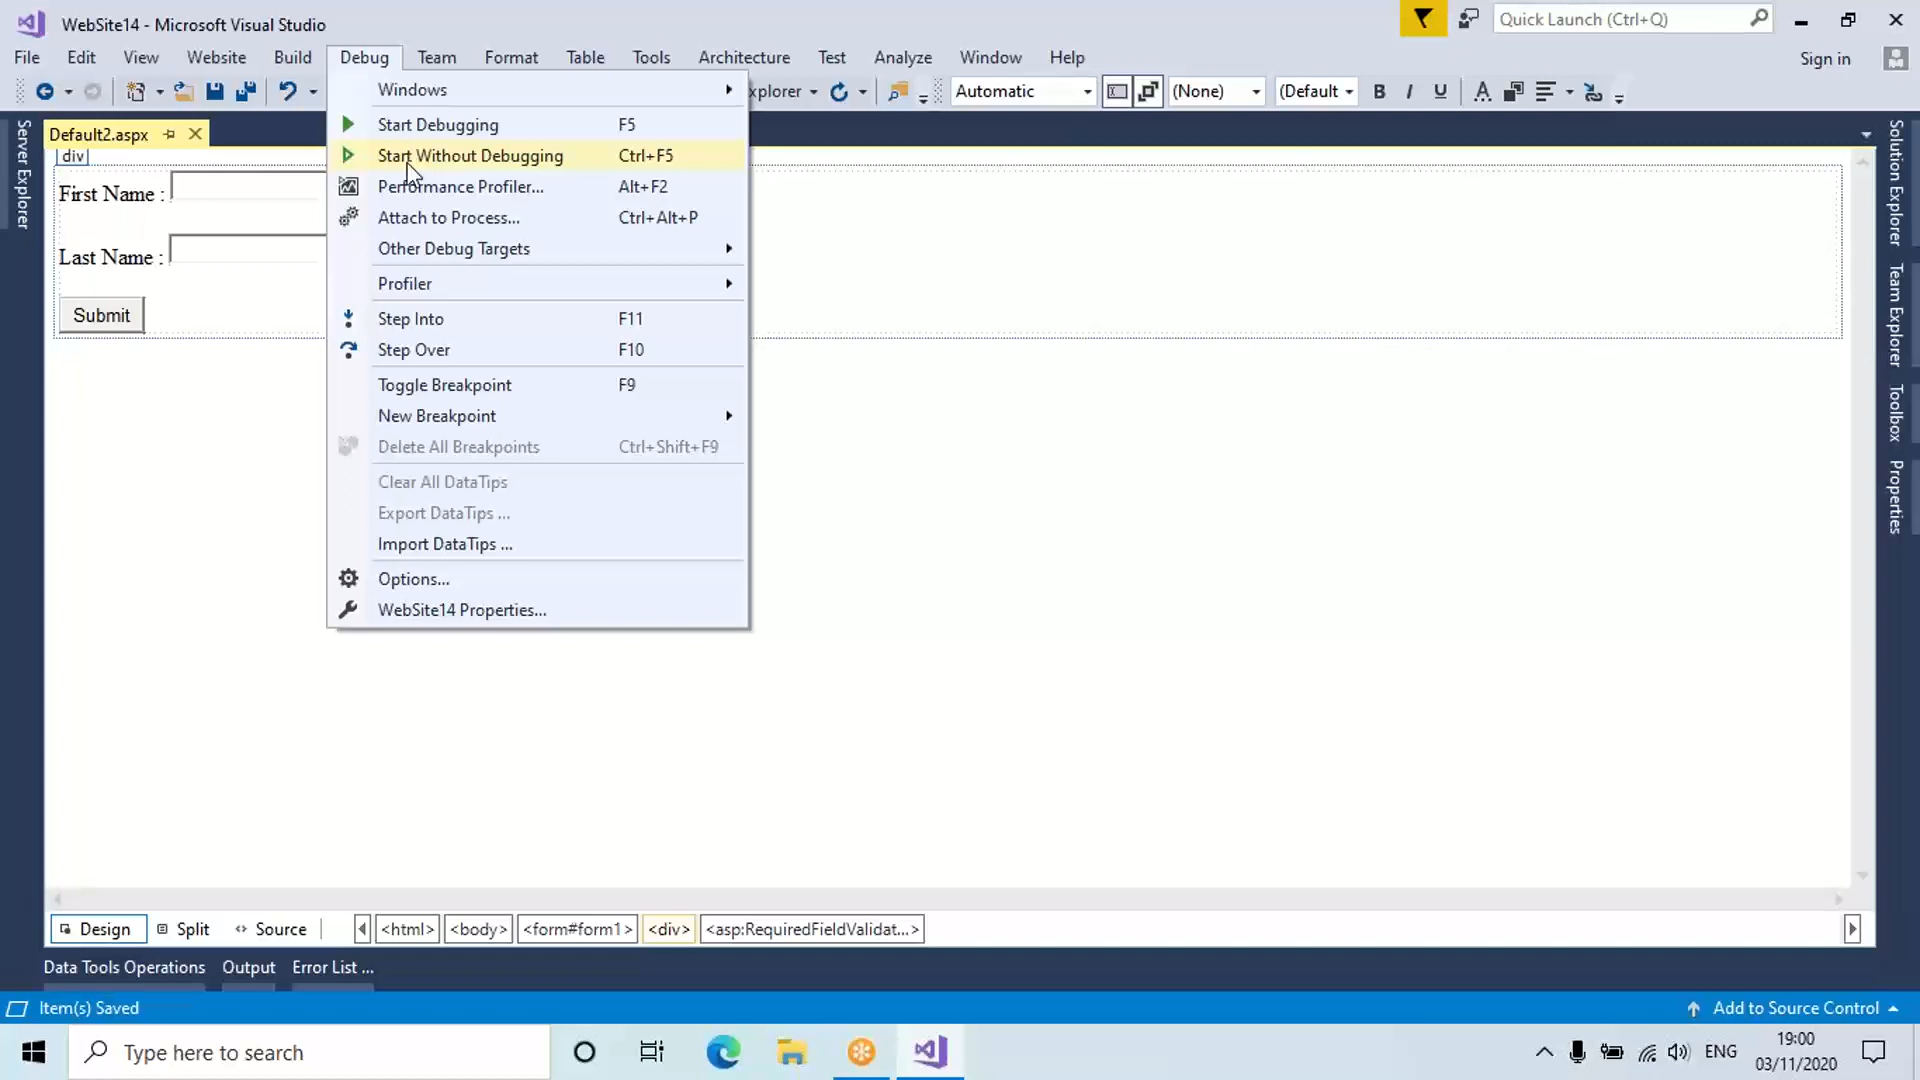 WebSite14 - Microsoft Visual Studio
Quick Launch (Ctrl+Q)
File Edit View Website Build Debug Team Format Table Tools Architecture Test Analyze Window Help
Sign in
xplorer Automatic (None) (Default B I U A
Default2.aspx
div
First Name :
Last Name :
Submit
Windows
Start Debugging F5
Start Without Debugging Ctrl+F5
Performance Profiler... Alt+F2
Attach to Process... Ctrl+Alt+P
Other Debug Targets
Profiler
Step Into F11
Step Over F10
Toggle Breakpoint F9
New Breakpoint
Delete All Breakpoints Ctrl+Shift+F9
Clear All DataTips
Export DataTips ...
Import DataTips ...
Options...
WebSite14 Properties...
Server Explorer
Solution Explorer
Team Explorer
Toolbox
Properties
Design Split Source <html> <body> <form#form1> <div> <asp:RequiredFieldValidat...>
Data Tools Operations Output Error List ...
Item(s) Saved
Add to Source Control
Type here to search
ENG
19:00
03/11/2020